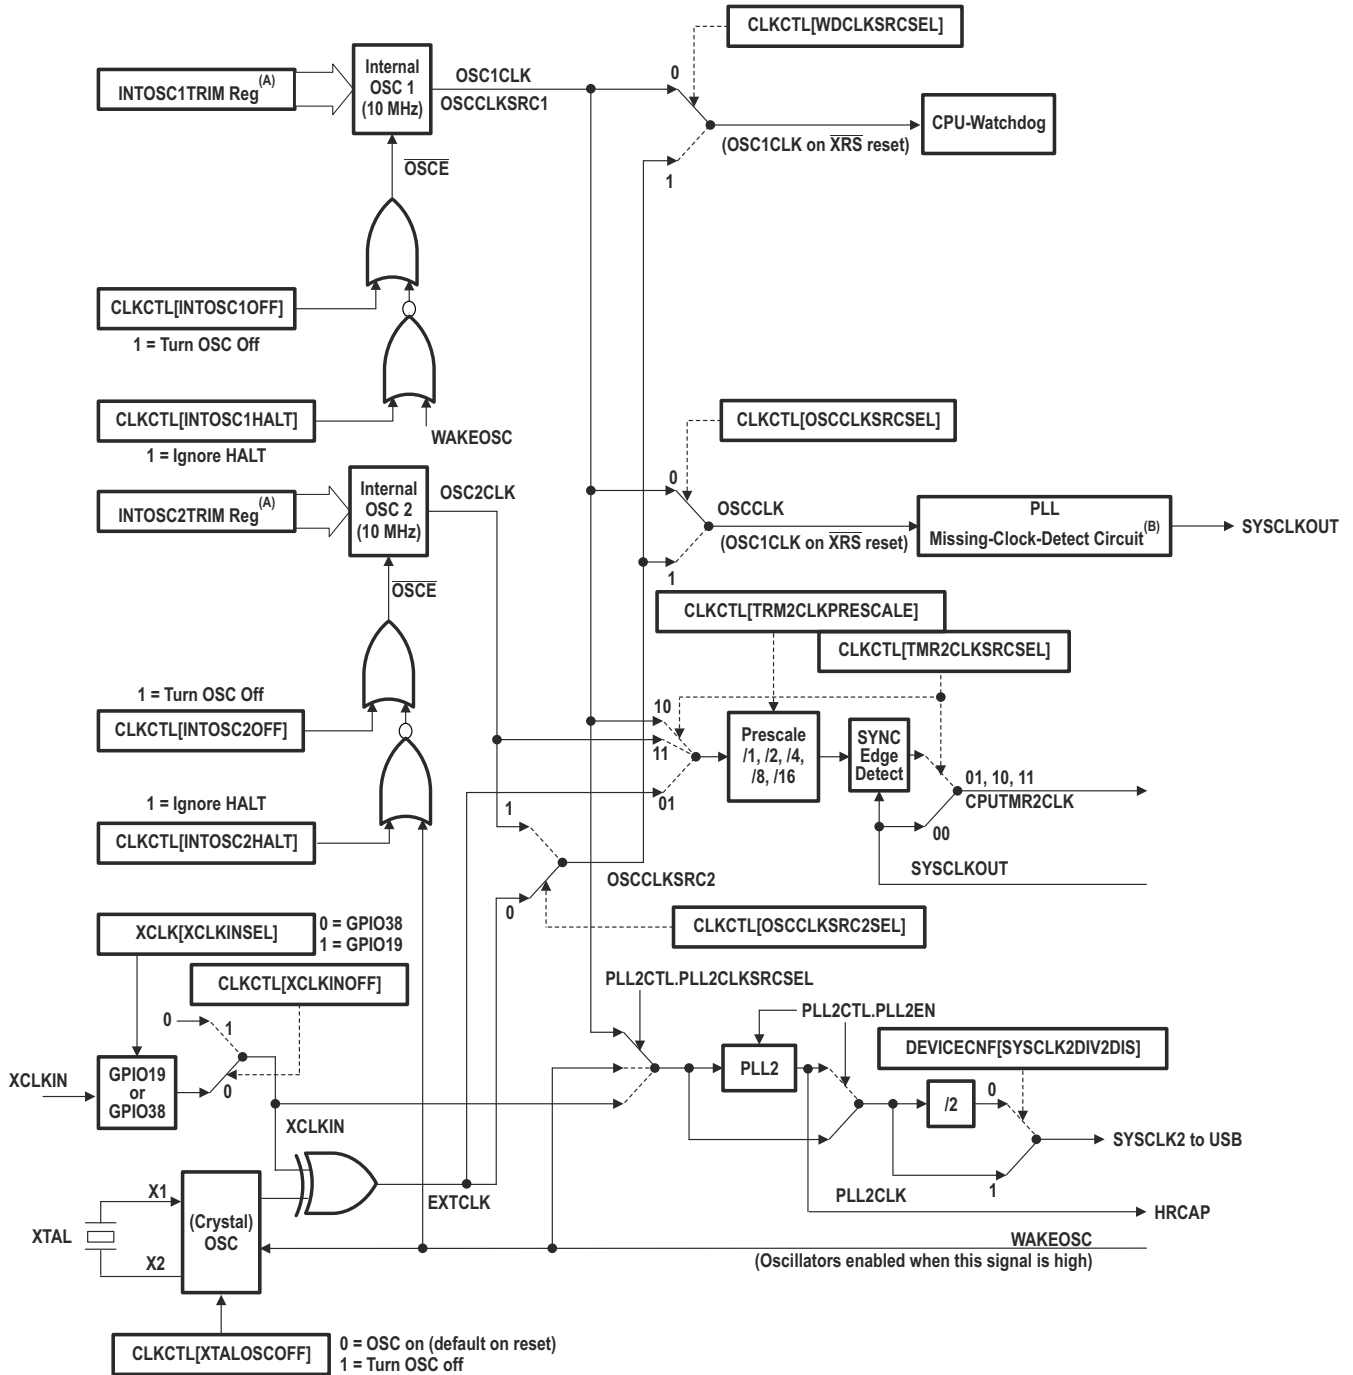 CLKCTL[WDCLKSRCSEL]
Internal
OSC 1
(10 MHz)
INTOSC1TRIM Reg(A)
OSC1CLK
OSCCLKSRC1
0
CPU-Watchdog
(OSC1CLK on XRS reset)
1
OSCE
CLKCTL[INTOSC1OFF]
1 = Turn OSC Off
CLKCTL[INTOSC1HALT]
1 = Ignore HALT
WAKEOSC
CLKCTL[OSCCLKSRCSEL]
Internal
OSC 2
(10 MHz)
INTOSC2TRIM Reg(A)
OSC2CLK
0
OSCCLK
(OSC1CLK on XRS reset)
1
PLL
Missing-Clock-Detect Circuit(B)
SYSCLKOUT
OSCE
CLKCTL[TRM2CLKPRESCALE]
CLKCTL[TMR2CLKSRCSEL]
1 = Turn OSC Off
CLKCTL[INTOSC2OFF]
10
11
01
Prescale
/1, /2, /4,
/8, /16
SYNC
Edge
Detect
01, 10, 11
CPUTMR2CLK
00
SYSCLKOUT
1 = Ignore HALT
CLKCTL[INTOSC2HALT]
1
OSCCLKSRC2
0
CLKCTL[OSCCLKSRC2SEL]
XCLK[XCLKINSEL]
0 = GPIO38
1 = GPIO19
CLKCTL[XCLKINOFF]
0
1
0
PLL2CTL.PLL2CLKSRCSEL
PLL2CTL.PLL2EN
DEVICECNF[SYSCLK2DIV2DIS]
XCLKIN
GPIO19
or
GPIO38
PLL2
/2
0
XCLKIN
SYSCLK2 to USB
1
PLL2CLK
HRCAP
XTAL
X1
X2
(Crystal)
OSC
EXTCLK
WAKEOSC
(Oscillators enabled when this signal is high)
CLKCTL[XTALOSCOFF]
0 = OSC on (default on reset)
1 = Turn OSC off